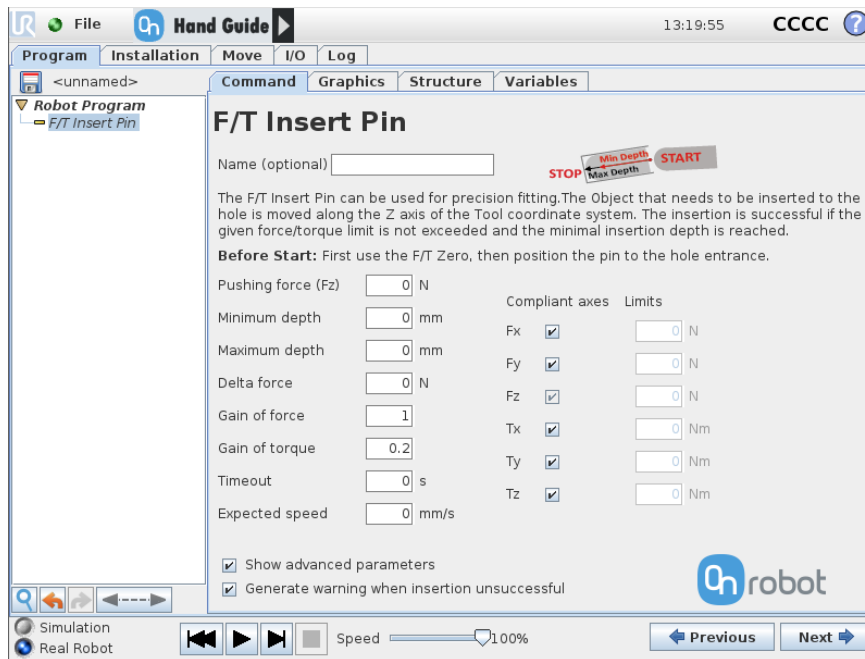 UR File On Hand Guide 13:19:55 CCCC ?
Program Installation Move I/O Log
<unnamed> Command Graphics Structure Variables
Robot Program
F/T Insert Pin
F/T Insert Pin
Name (optional)
Min Depth START
STOP Max Depth
The F/T Insert Pin can be used for precision fitting.The Object that needs to be inserted to the
hole is moved along the Z axis of the Tool coordinate system. The insertion is successful if the
given force/torque limit is not exceeded and the minimal insertion depth is reached.
Before Start: First use the F/T Zero, then position the pin to the hole entrance.
Pushing force (Fz) 0 N
Minimum depth 0 mm
Maximum depth 0 mm
Delta force 0 N
Gain of force 1
Gain of torque 0.2
Timeout 0 s
Expected speed 0 mm/s
Compliant axes Limits
Fx 0 N
Fy 0 N
Fz 0 N
Tx 0 Nm
Ty 0 Nm
Tz 0 Nm
Show advanced parameters
Generate warning when insertion unsuccessful
On robot
Simulation
Real Robot
Speed 100%
Previous Next